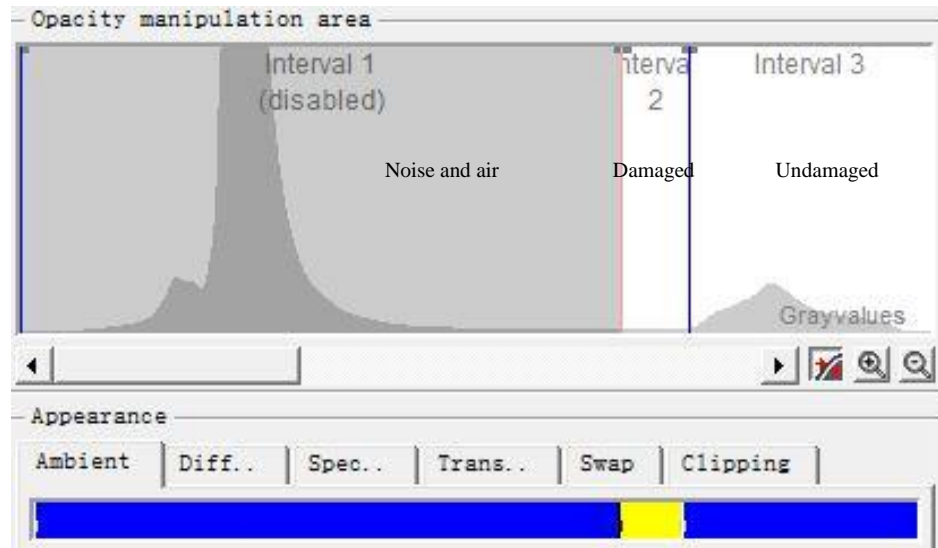 Opacity manipulation area
Interval 1
(disabled)
nterva
2
Interval 3
Noise and air
Damaged
Undamaged
Grayvalues
Appearance
Ambient
Diff..
Spec..
Trans..
Swap
Clipping